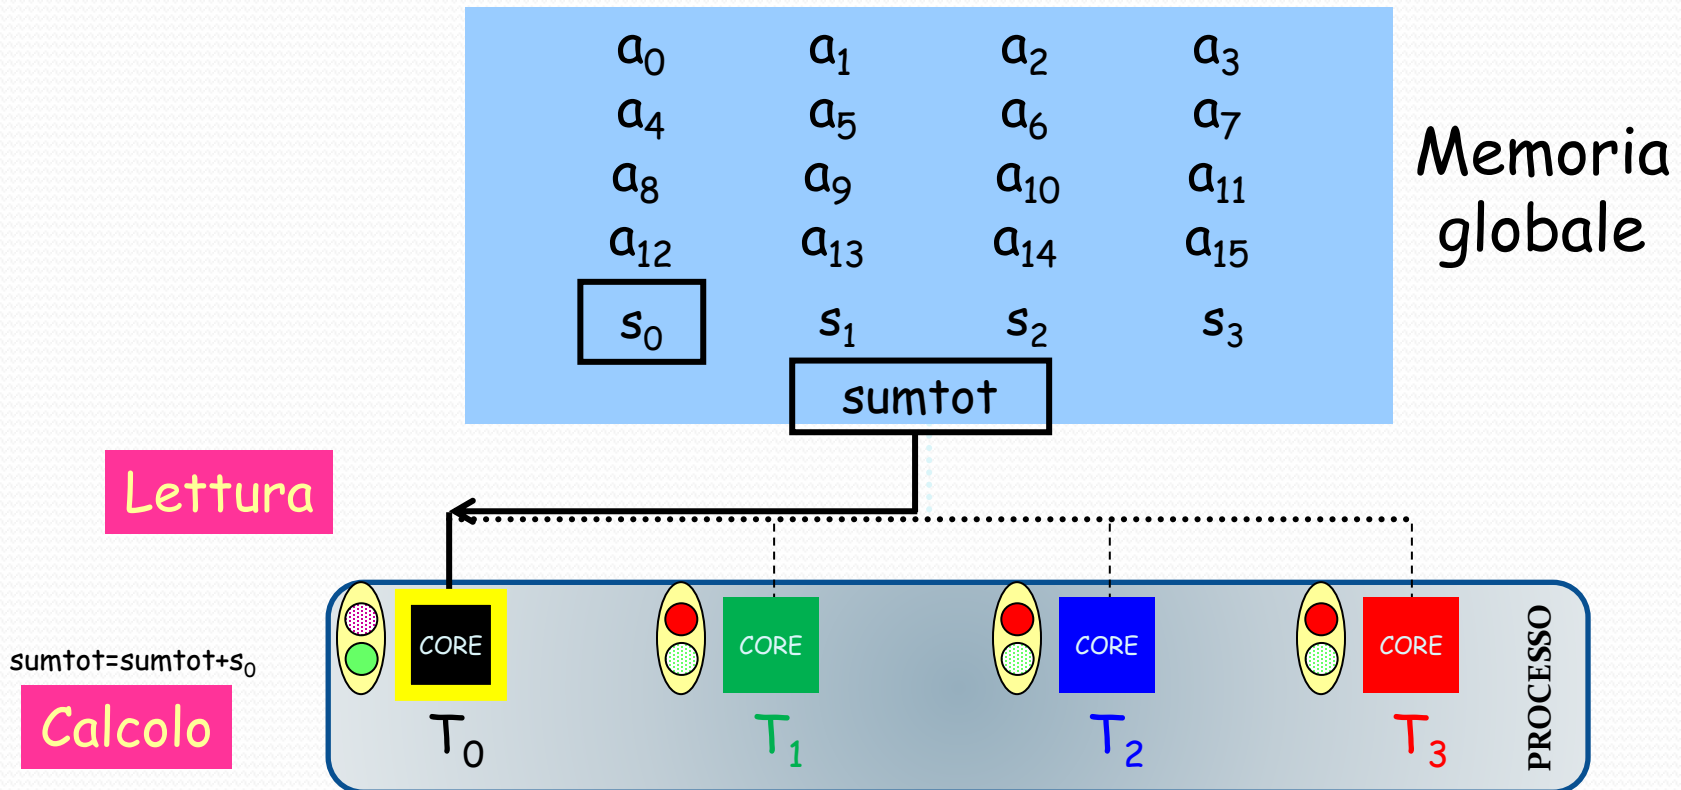 a0 a1 a2 a3
a4 a5 a6 a7
a8 a9 a10 a11
a12 a13 a14 a15
s0 s1 s2 s3
sumtot
Memoria
globale
Lettura
CORE CORE CORE CORE
sumtot=sumtot+s0
Calcolo
T0 T1 T2 T3
PROCESSO